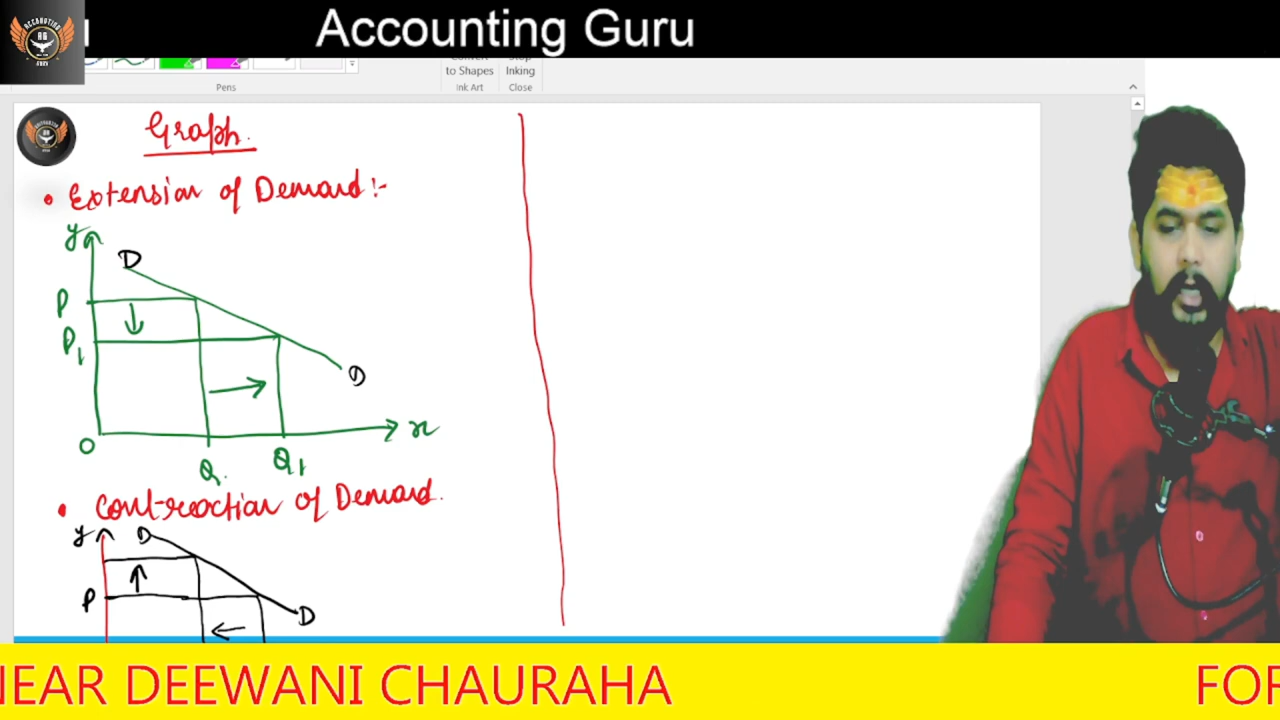 Accounting Guru
to Shapes
Inking
Pens
Ink Art
Close
Graph.
• Extension of Demand:-
y
D
P
P1
D
O
x
Q
Q1
• Contraction of Demand.
y
D
P
D
NEAR DEEWANI CHAURAHA
FOR